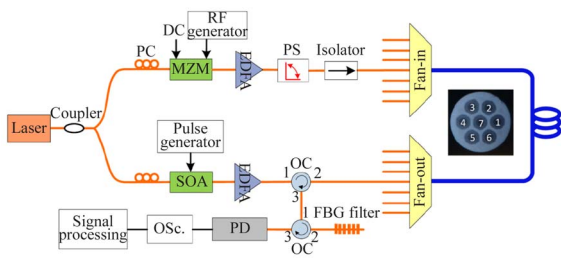 DC
RF
generator
PC
MZM
EDFA
PS
Isolator
Fan-in
Laser
Coupler
3 2
4 7 1
5 6
Pulse
generator
SOA
EDFA
OC
1 2
3
Fan-out
1 FBG filter
Signal
processing
OSc.
PD
3 2
OC